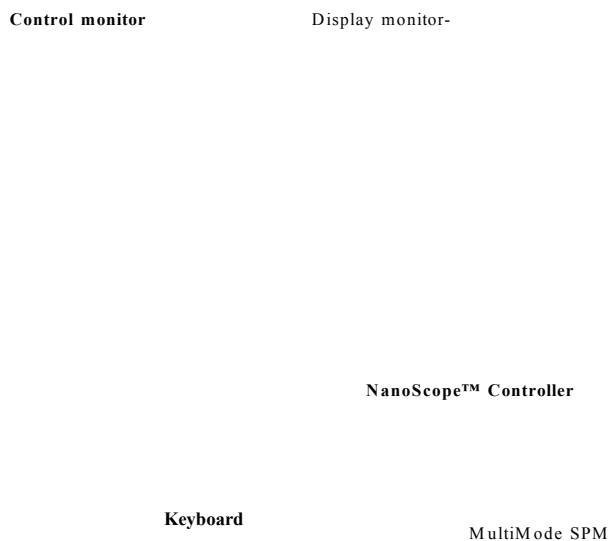 Control monitor
Display monitor-
NanoScope™ Controller
Keyboard
MultiMode SPM